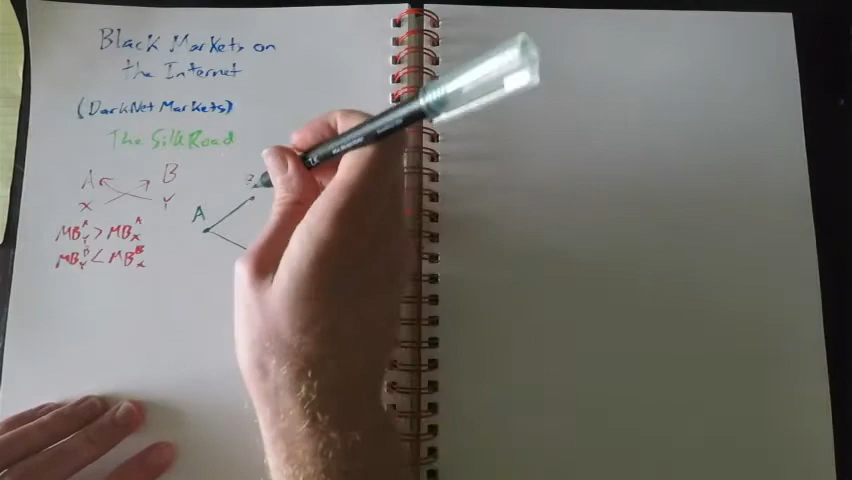 Black Markets on
the Internet
(DarkNet Markets)
The Silk Road
A B
X Y
MB^A_Y > MB^A_X
MB^B_Y < MB^B_X
A
B